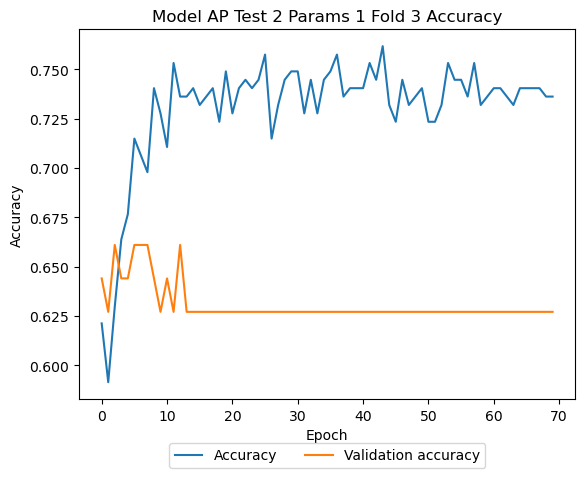 Model AP Test 2 Params 1 Fold 3 Accuracy
0.750
0.725
0.700
0.675
0.650
0.625
0.600
Accuracy
0 10 20 30 40 50 60 70
Epoch
Accuracy Validation accuracy